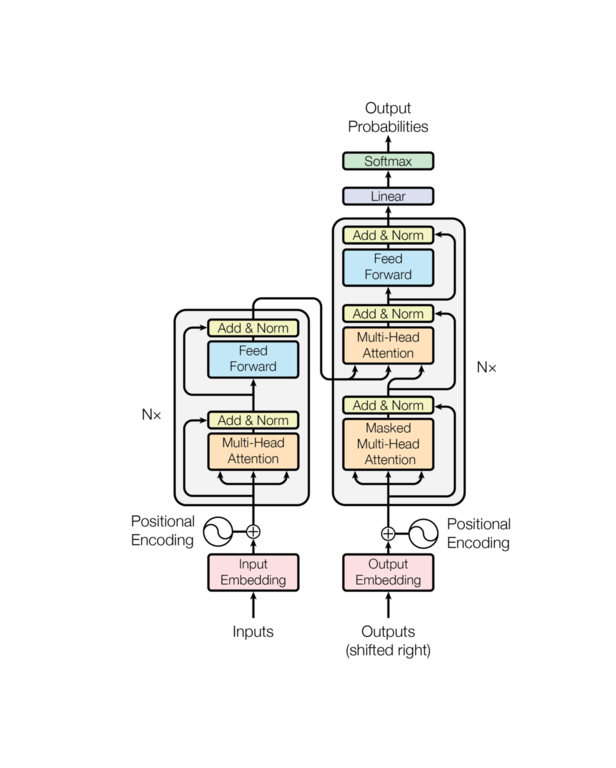 Output
Probabilities
Softmax
Linear
Add & Norm
Feed
Forward
Add & Norm
Multi-Head
Attention
Add & Norm
Masked
Multi-Head
Attention
N×
Add & Norm
Feed
Forward
N×
Add & Norm
Multi-Head
Attention
Positional
Encoding
Positional
Encoding
Input
Embedding
Output
Embedding
Inputs
Outputs
(shifted right)